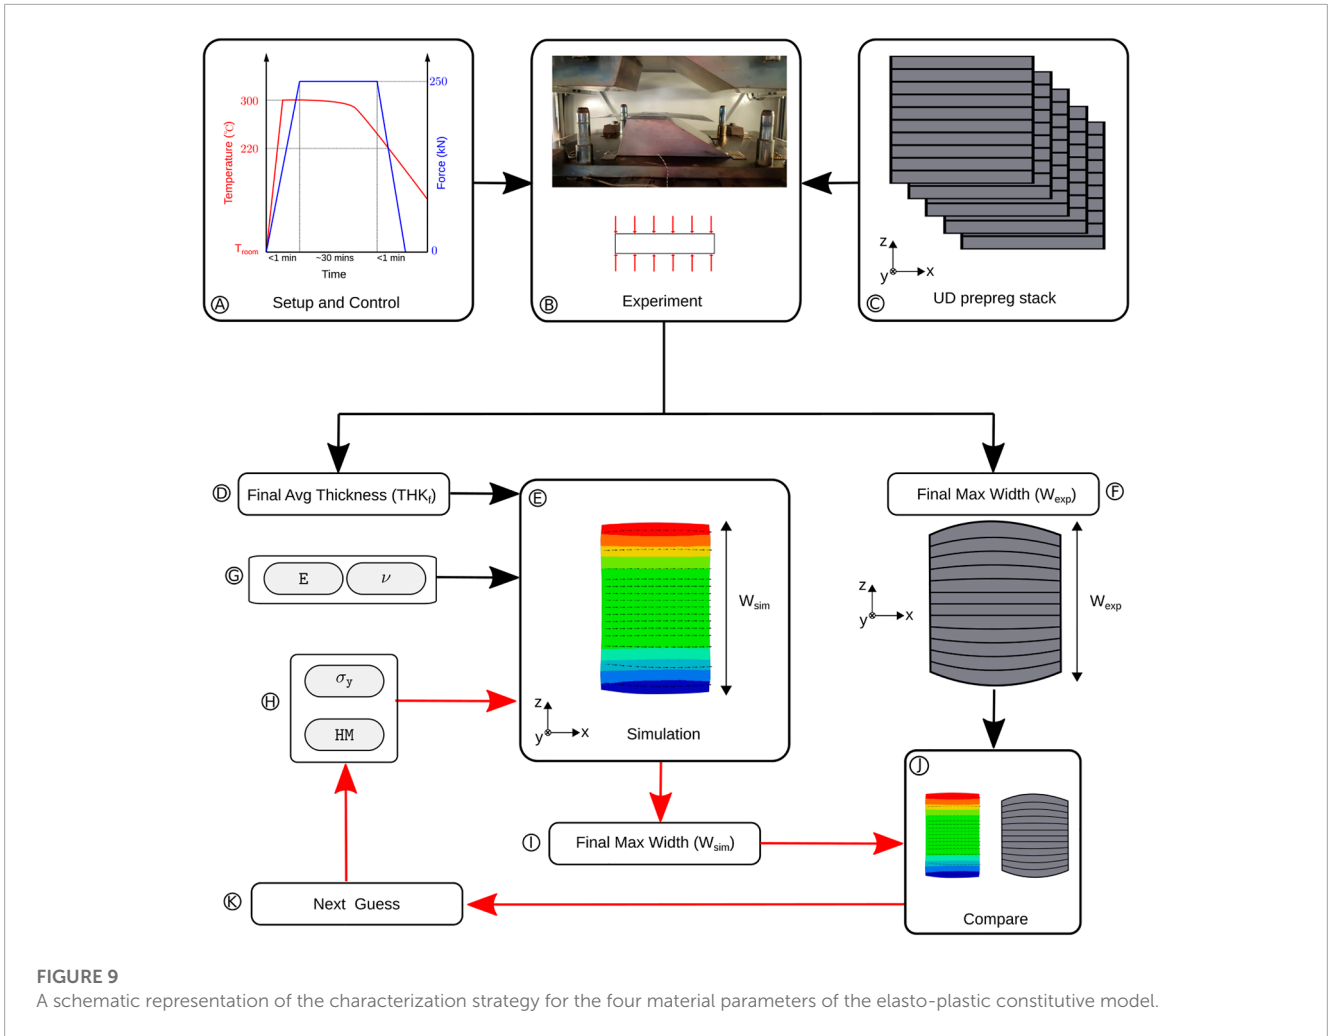 300
220
T_room
Temperature (℃)
250
0
Force (kN)
<1 min
~30 mins
<1 min
Time
Ⓐ
Setup and Control
Ⓑ
Experiment
z
y
x
Ⓒ
UD prepreg stack
Ⓓ
Final Avg Thickness (THK_f)
Ⓔ
W_sim
z
y
x
Simulation
Final Max Width (W_exp)
Ⓕ
z
y
x
W_exp
Ⓖ
E
ν
Ⓗ
σ_y
HM
Ⓘ
Final Max Width (W_sim)
Ⓙ
Compare
Ⓚ
Next Guess
FIGURE 9
A schematic representation of the characterization strategy for the four material parameters of the elasto-plastic constitutive model.